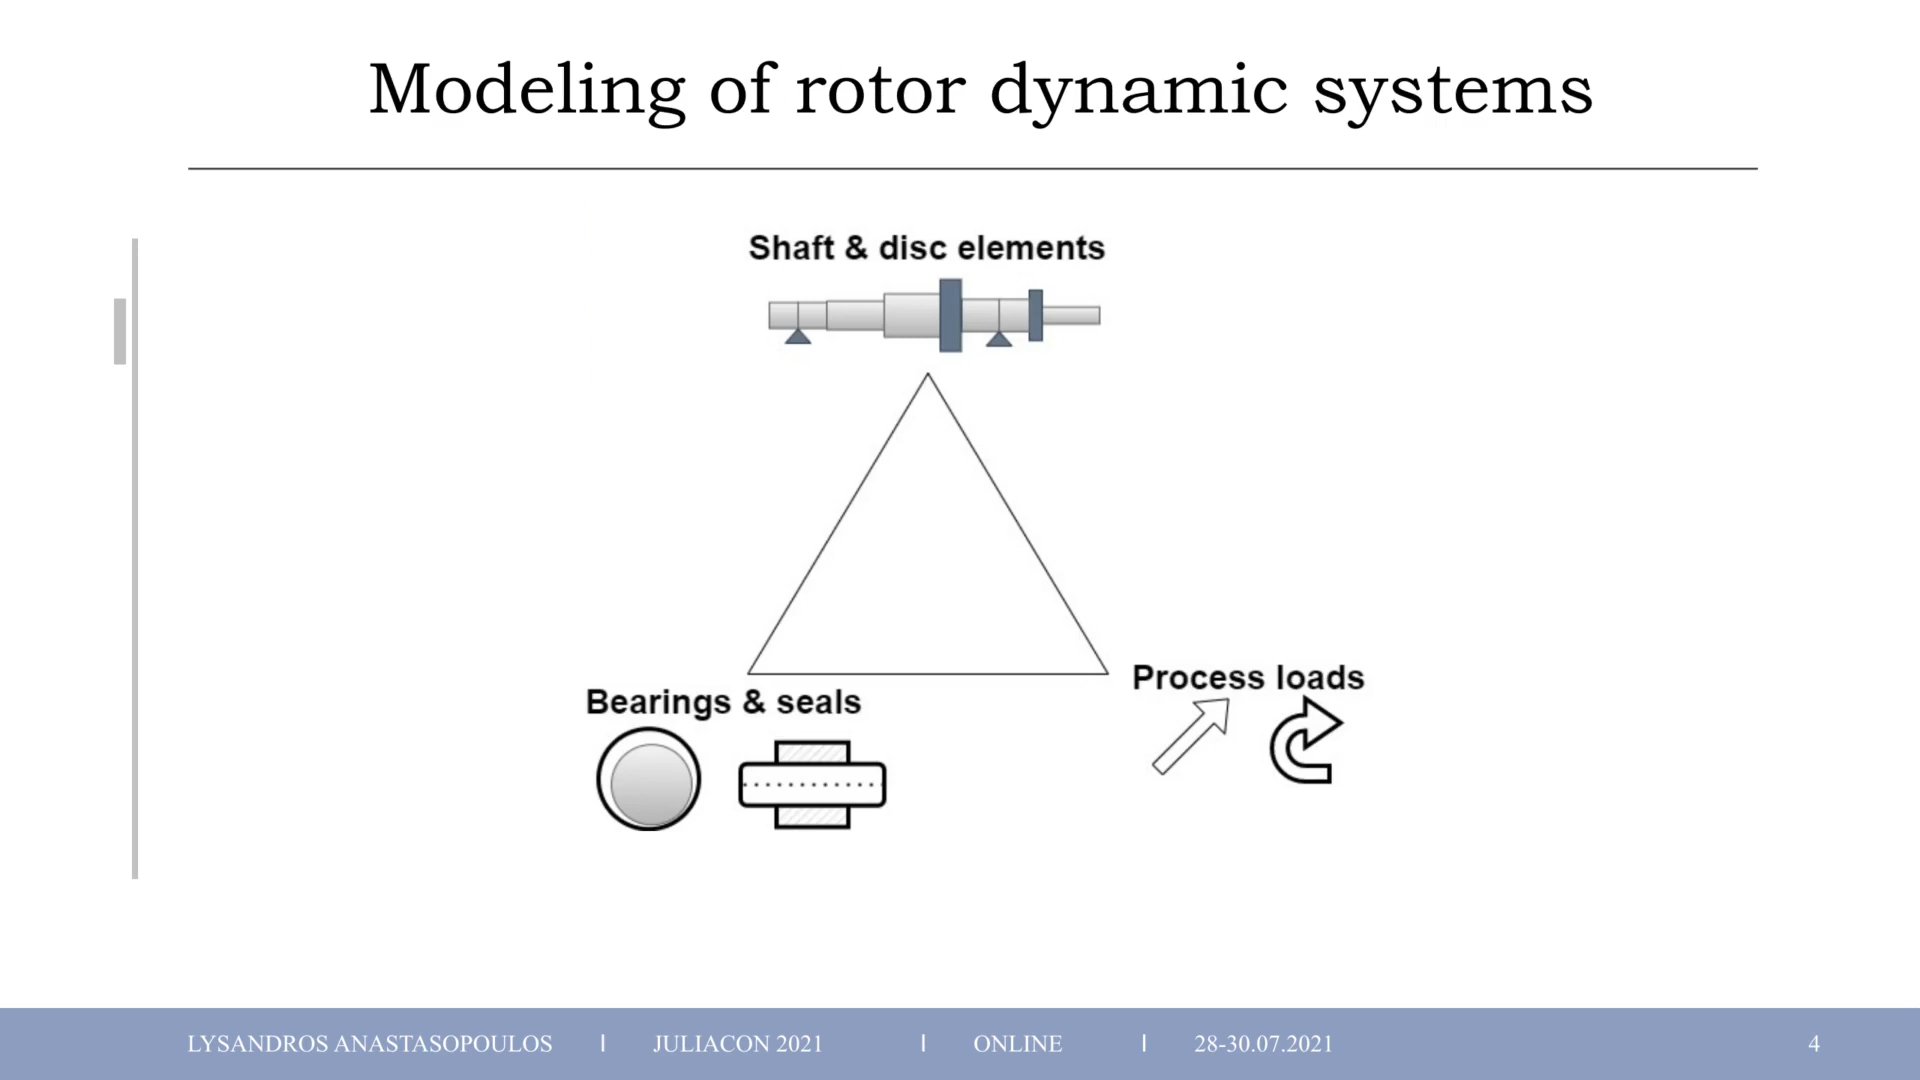 Modeling of rotor dynamic systems
Shaft & disc elements
Process loads
Bearings & seals
LYSANDROS ANASTASOPOULOS | JULIACON 2021 | ONLINE | 28-30.07.2021 4